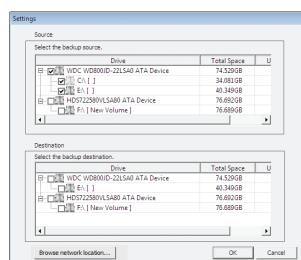 Settings
Source
Select the backup source.
Drive Total Space U
WDC WD800JD-22LSA0 ATA Device 74.529GB
C:\ [ ] 34.081GB
E:\ [ ] 40.349GB
HDS722580VLSA80 ATA Device 76.692GB
F:\ [ New Volume ] 76.689GB
Destination
Select the backup destination.
Drive Total Space U
WDC WD800JD-22LSA0 ATA Device 74.529GB
E:\ [ ] 40.349GB
HDS722580VLSA80 ATA Device 76.692GB
F:\ [ New Volume ] 76.689GB
Browse network location... OK Cancel